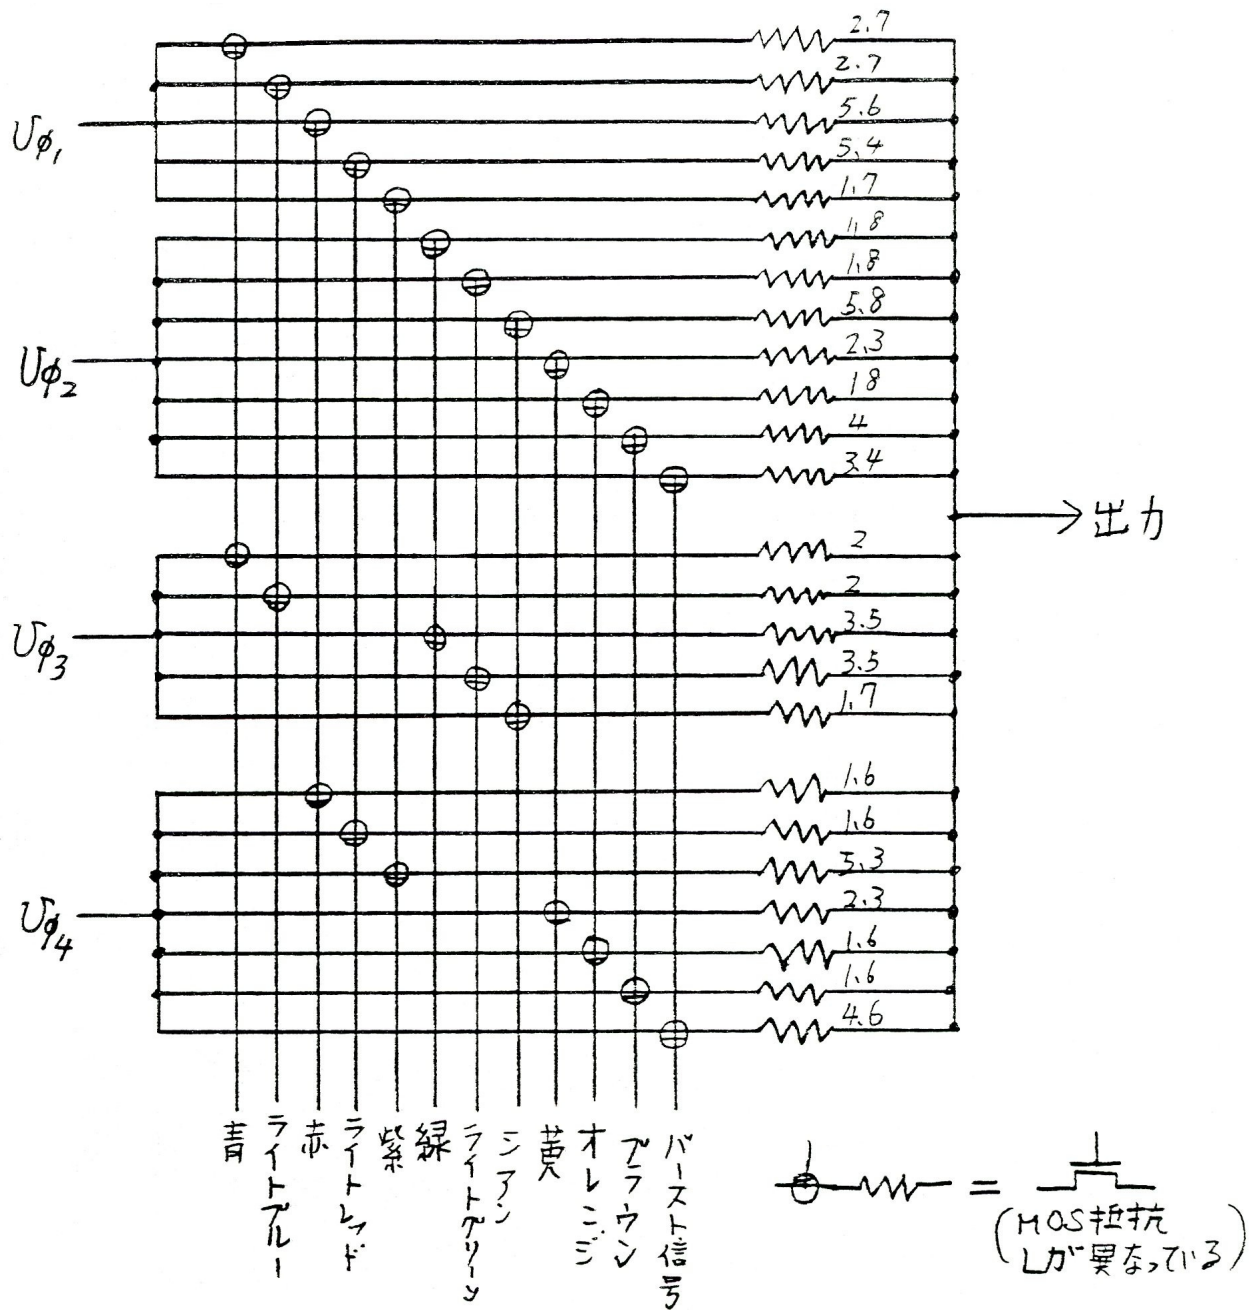 2.7
2.7
5.6
5.4
1.7
1.8
1.8
5.8
2.3
18
4
3.4
2
2
3.5
3.5
1.7
1.6
1.6
5.3
2.3
1.6
1.6
4.6
Uφ1
Uφ2
Uφ3
Uφ4
出力
青
ライトブルー
赤
ライトレッド
紫
緑
ライトグリーン
シアン
黄
オレンジ
ブラウン
バースト信号
=
(MOS抵抗
Lが異なっている)